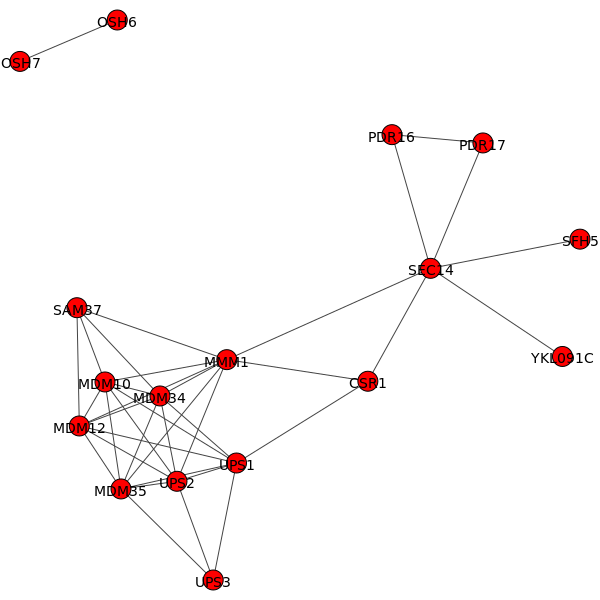 OSH6
OSH7
PDR16
PDR17
SFH5
SEC14
SAM37
MMM1
YKL091C
MDM10
CSR1
MDM34
MDM12
UPS1
UPS2
MDM35
UPS3